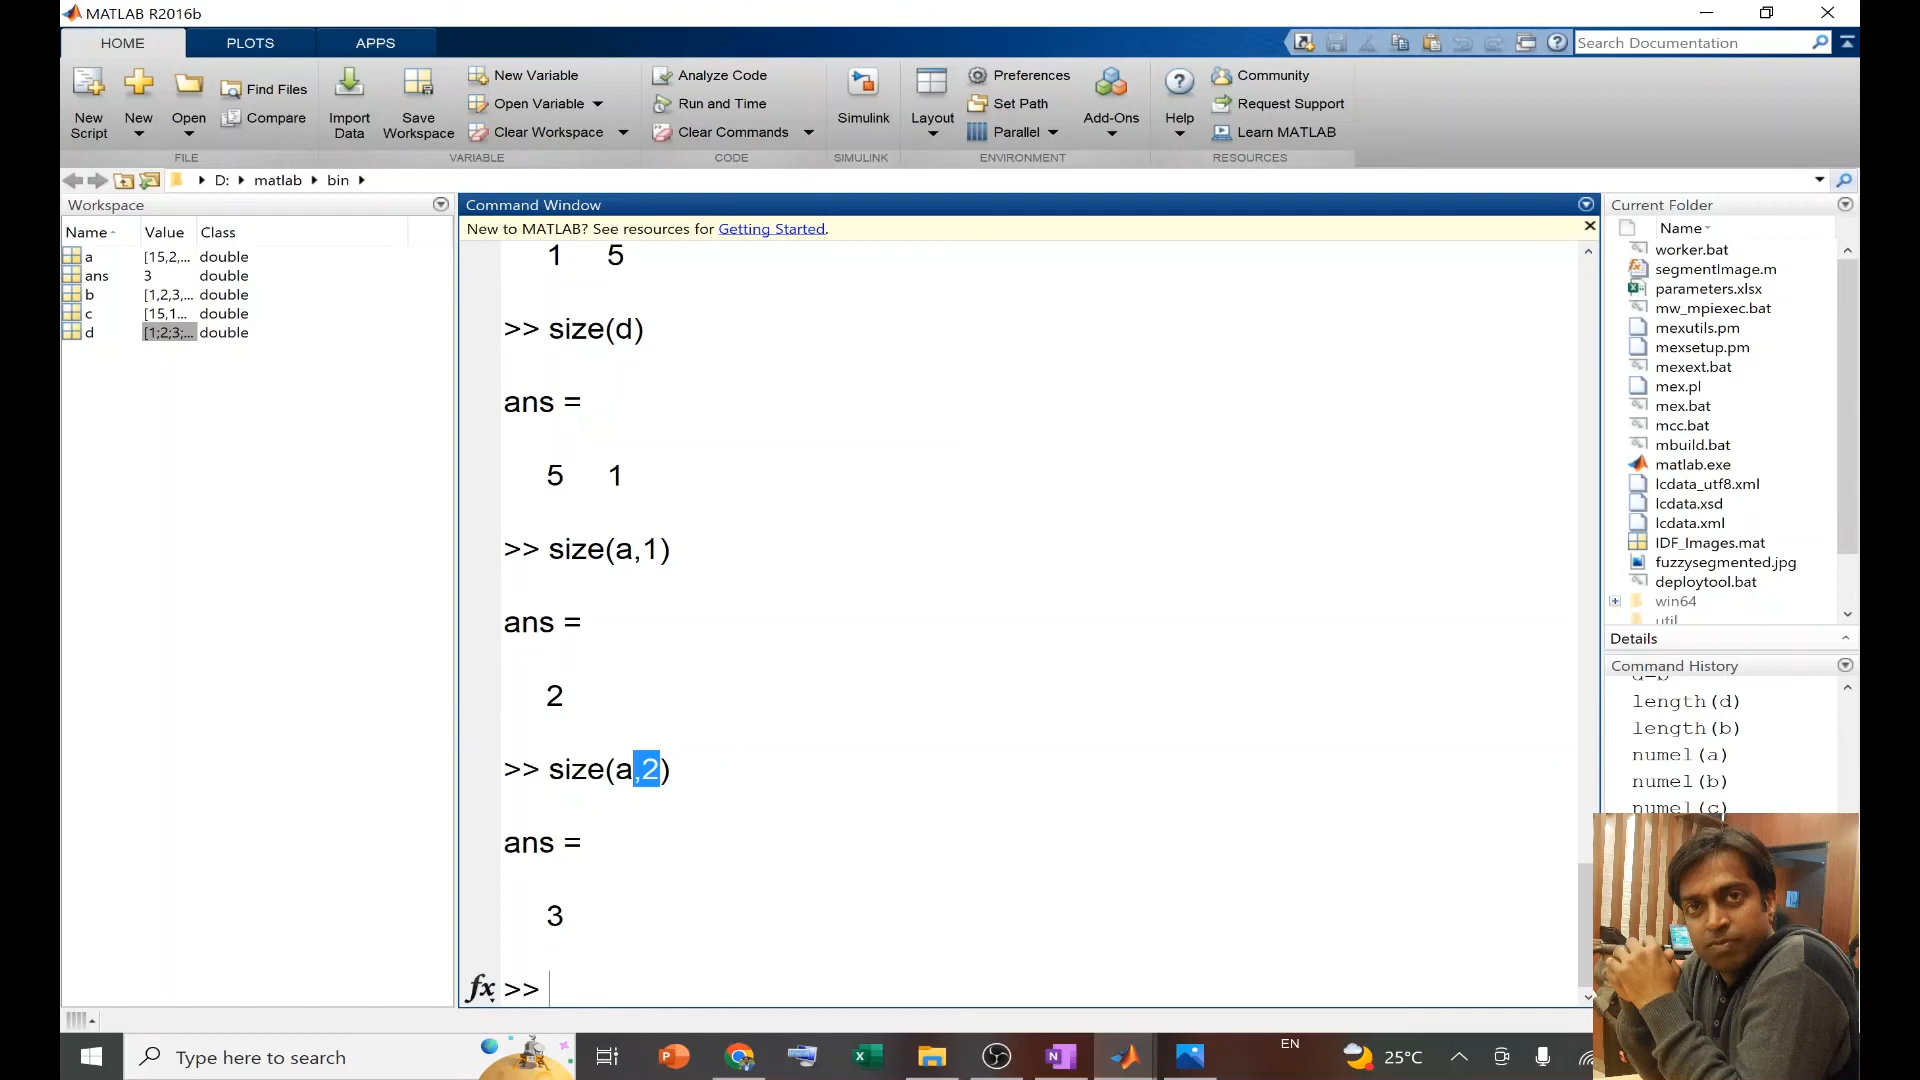 MATLAB R2016b
HOME PLOTS APPS
Search Documentation
New Script
New
Open
Find Files
Compare
Import Data
Save Workspace
New Variable
Open Variable
Clear Workspace
Analyze Code
Run and Time
Clear Commands
Simulink
Layout
Preferences
Set Path
Parallel
Add-Ons
Help
Community
Request Support
Learn MATLAB
FILE VARIABLE CODE SIMULINK ENVIRONMENT RESOURCES
D: matlab bin
Workspace
Name Value Class
a [15,2,... double
ans 3 double
b [1,2,3,... double
c [15,1... double
d [1;2;3;... double
Command Window
New to MATLAB? See resources for Getting Started.
1 5
>> size(d)
ans =
5 1
>> size(a,1)
ans =
2
>> size(a,2)
ans =
3
fx >>
Current Folder
Name
worker.bat
segmentImage.m
parameters.xlsx
mw_mpiexec.bat
mexutils.pm
mexsetup.pm
mexext.bat
mex.pl
mex.bat
mcc.bat
mbuild.bat
matlab.exe
lcdata_utf8.xml
lcdata.xsd
lcdata.xml
IDF_Images.mat
fuzzysegmented.jpg
deploytool.bat
win64
util
Details
Command History
d=b
length(d)
length(b)
numel(a)
numel(b)
numel(c)
Type here to search
EN
25°C